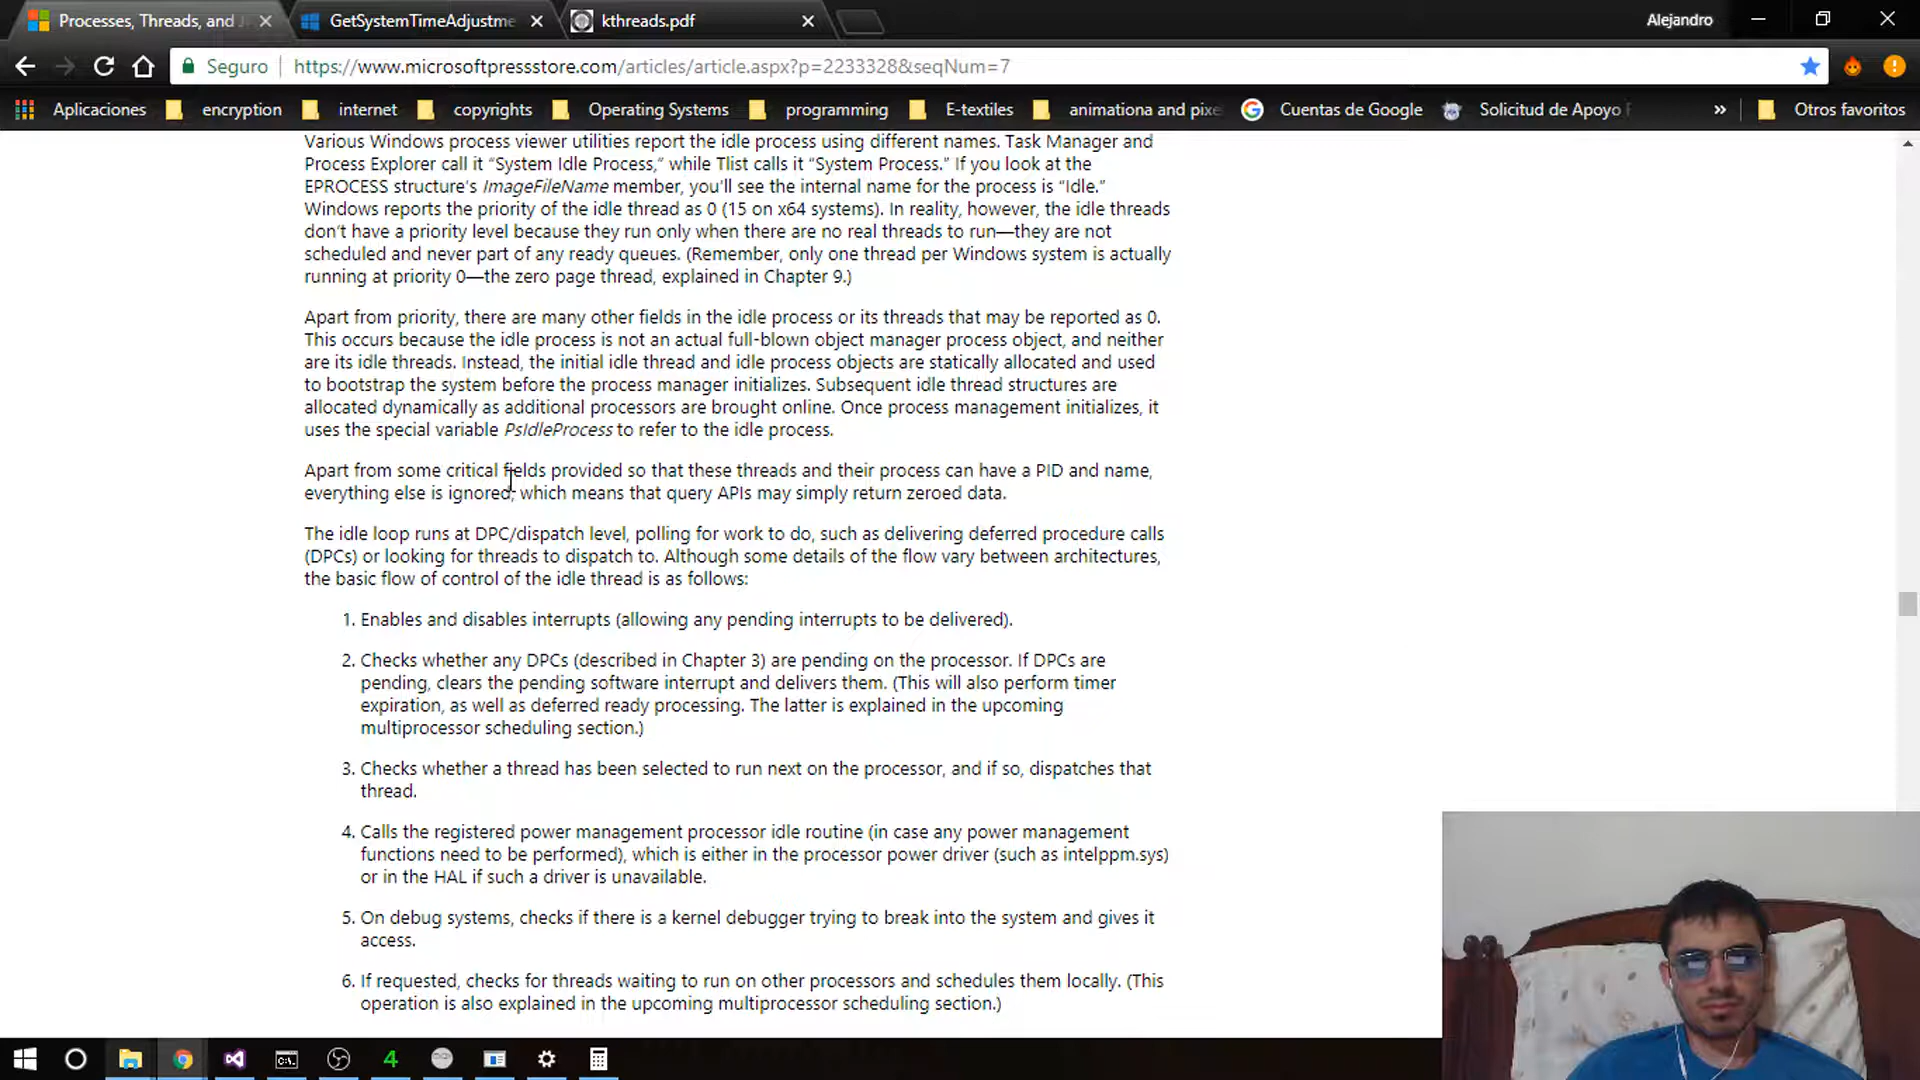 Processes, Threads, and J
GetSystemTimeAdjustme
kthreads.pdf
Alejandro
Seguro
https://www.microsoftpressstore.com/articles/article.aspx?p=2233328&seqNum=7
Aplicaciones
encryption
internet
copyrights
Operating Systems
programming
E-textiles
animationa and pixe
Cuentas de Google
Solicitud de Apoyo
»
Otros favoritos
Various Windows process viewer utilities report the idle process using different names. Task Manager and
Process Explorer call it “System Idle Process,” while Tlist calls it “System Process.” If you look at the
EPROCESS structure’s ImageFileName member, you’ll see the internal name for the process is “Idle.”
Windows reports the priority of the idle thread as 0 (15 on x64 systems). In reality, however, the idle threads
don’t have a priority level because they run only when there are no real threads to run—they are not
scheduled and never part of any ready queues. (Remember, only one thread per Windows system is actually
running at priority 0—the zero page thread, explained in Chapter 9.)
Apart from priority, there are many other fields in the idle process or its threads that may be reported as 0.
This occurs because the idle process is not an actual full-blown object manager process object, and neither
are its idle threads. Instead, the initial idle thread and idle process objects are statically allocated and used
to bootstrap the system before the process manager initializes. Subsequent idle thread structures are
allocated dynamically as additional processors are brought online. Once process management initializes, it
uses the special variable PsIdleProcess to refer to the idle process.
Apart from some critical fields provided so that these threads and their process can have a PID and name,
everything else is ignored, which means that query APIs may simply return zeroed data.
The idle loop runs at DPC/dispatch level, polling for work to do, such as delivering deferred procedure calls
(DPCs) or looking for threads to dispatch to. Although some details of the flow vary between architectures,
the basic flow of control of the idle thread is as follows:
1. Enables and disables interrupts (allowing any pending interrupts to be delivered).
2. Checks whether any DPCs (described in Chapter 3) are pending on the processor. If DPCs are
pending, clears the pending software interrupt and delivers them. (This will also perform timer
expiration, as well as deferred ready processing. The latter is explained in the upcoming
multiprocessor scheduling section.)
3. Checks whether a thread has been selected to run next on the processor, and if so, dispatches that
thread.
4. Calls the registered power management processor idle routine (in case any power management
functions need to be performed), which is either in the processor power driver (such as intelppm.sys)
or in the HAL if such a driver is unavailable.
5. On debug systems, checks if there is a kernel debugger trying to break into the system and gives it
access.
6. If requested, checks for threads waiting to run on other processors and schedules them locally. (This
operation is also explained in the upcoming multiprocessor scheduling section.)
4